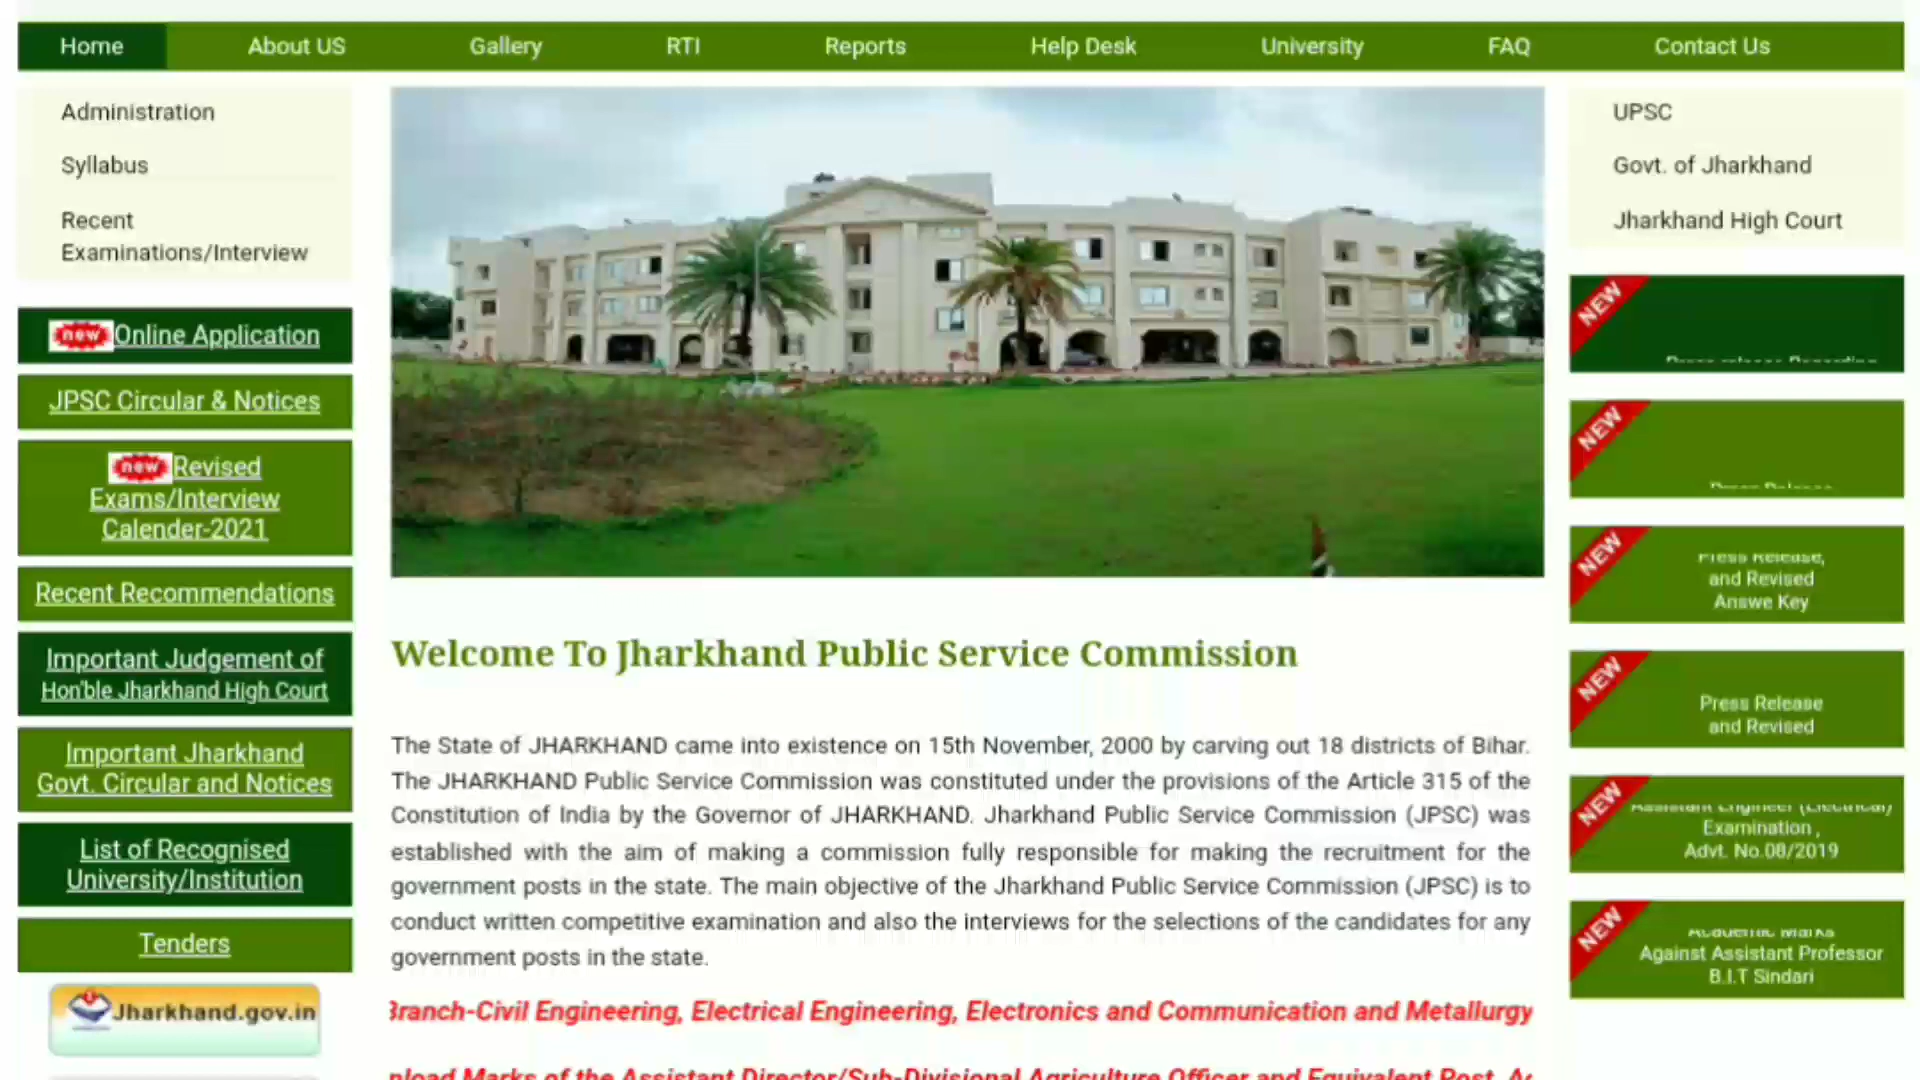 Home About US Gallery RTI Reports Help Desk University FAQ Contact Us
Administration
Syllabus
Recent
Examinations/Interview
new Online Application
JPSC Circular & Notices
new Revised
Exams/Interview
Calender-2021
Recent Recommendations
Important Judgement of
Hon'ble Jharkhand High Court
Important Jharkhand
Govt. Circular and Notices
List of Recognised
University/Institution
Tenders
Jharkhand.gov.in
Welcome To Jharkhand Public Service Commission
The State of JHARKHAND came into existence on 15th November, 2000 by carving out 18 districts of Bihar.
The JHARKHAND Public Service Commission was constituted under the provisions of the Article 315 of the
Constitution of India by the Governor of JHARKHAND. Jharkhand Public Service Commission (JPSC) was
established with the aim of making a commission fully responsible for making the recruitment for the
government posts in the state. The main objective of the Jharkhand Public Service Commission (JPSC) is to
conduct written competitive examination and also the interviews for the selections of the candidates for any
government posts in the state.
Branch-Civil Engineering, Electrical Engineering, Electronics and Communication and Metallurgy
Marks of the Assistant Director/Sub-Divisional Agriculture Officer and Equivalent Post,
UPSC
Govt. of Jharkhand
Jharkhand High Court
NEW
NEW
NEW
Press Release,
and Revised
Answe Key
NEW
Press Release
and Revised
NEW
Assistant Engineer (Electrical)
Examination ,
Advt. No.08/2019
NEW
Academic Marks
Against Assistant Professor
B.I.T Sindari